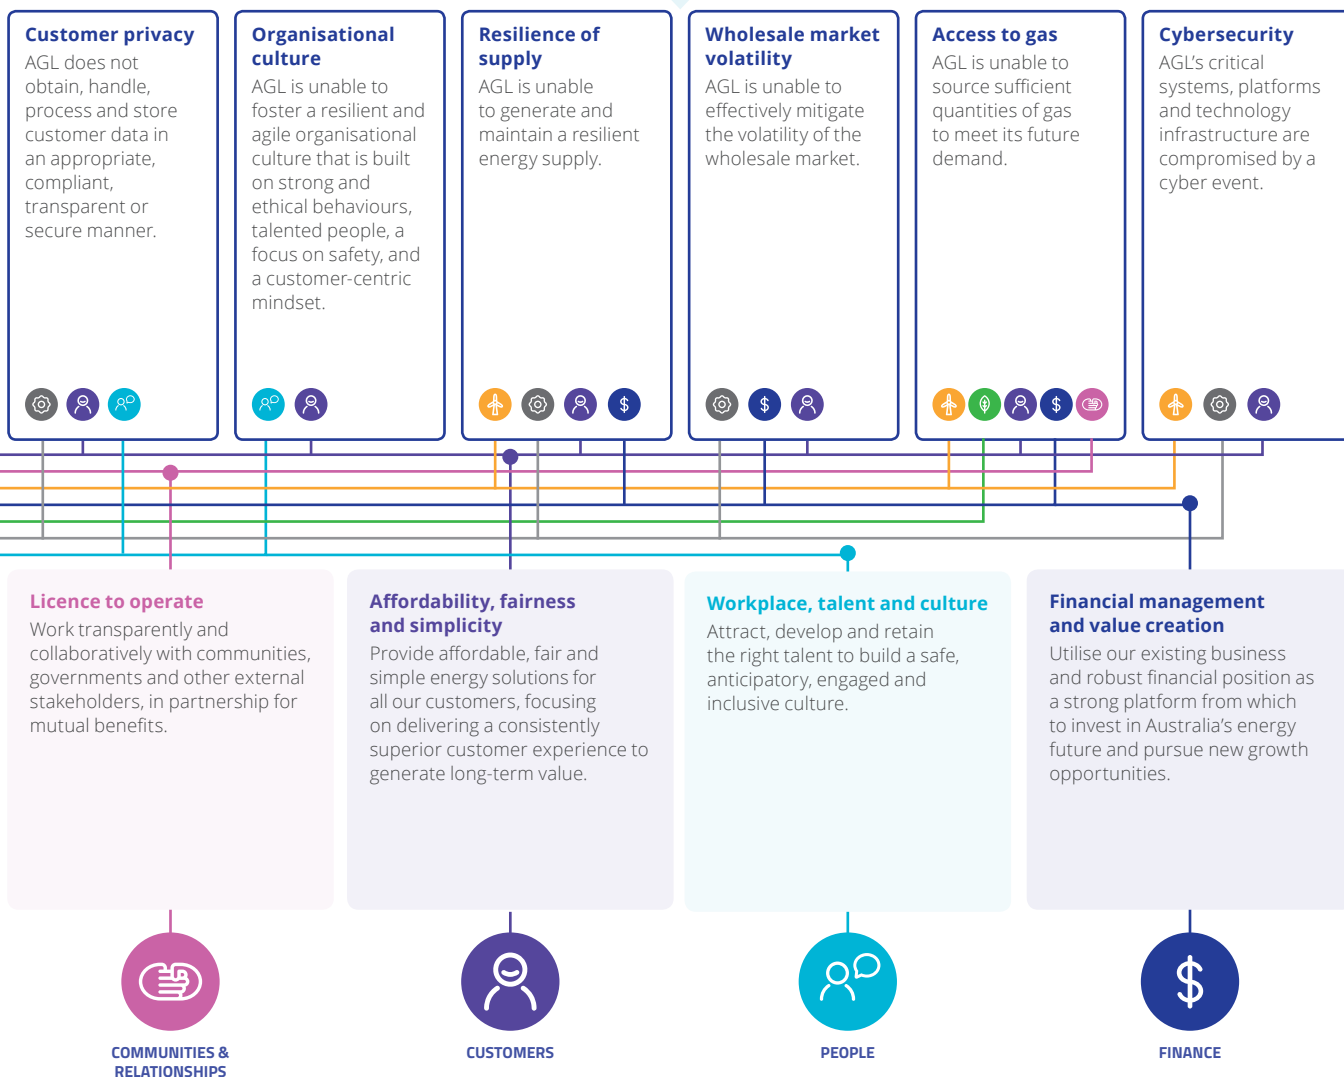 Customer privacy
AGL does not
obtain, handle,
process and store
customer data in
an appropriate,
compliant,
transparent or
secure manner.
Organisational
culture
AGL is unable to
foster a resilient and
agile organisational
culture that is built
on strong and
ethical behaviours,
talented people, a
focus on safety, and
a customer-centric
mindset.
Resilience of
supply
AGL is unable
to generate and
maintain a resilient
energy supply.
Wholesale market
volatility
AGL is unable to
effectively mitigate
the volatility of the
wholesale market.
Access to gas
AGL is unable to
source sufficient
quantities of gas
to meet its future
demand.
Cybersecurity
AGL’s critical
systems, platforms
and technology
infrastructure are
compromised by a
cyber event.
Licence to operate
Work transparently and
collaboratively with communities,
governments and other external
stakeholders, in partnership for
mutual benefits.
Affordability, fairness
and simplicity
Provide affordable, fair and
simple energy solutions for
all our customers, focusing
on delivering a consistently
superior customer experience to
generate long-term value.
Workplace, talent and culture
Attract, develop and retain
the right talent to build a safe,
anticipatory, engaged and
inclusive culture.
Financial management
and value creation
Utilise our existing business
and robust financial position as
a strong platform from which
to invest in Australia’s energy
future and pursue new growth
opportunities.
COMMUNITIES &
RELATIONSHIPS
CUSTOMERS
PEOPLE
FINANCE